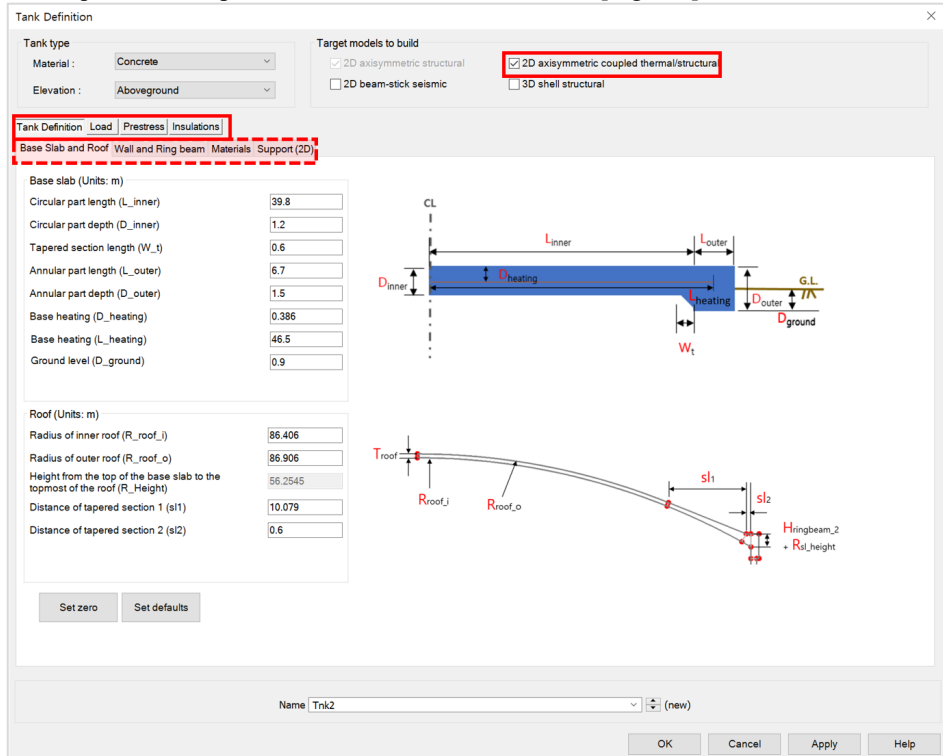 Tank Definition
Tank type
Material : Concrete
Elevation : Aboveground
Target models to build
2D axisymmetric structural
2D axisymmetric coupled thermal/structural
2D beam-stick seismic
3D shell structural
Tank Definition Load Prestress Insulations
Base Slab and Roof Wall and Ring beam Materials Support (2D)
Base slab (Units: m)
Circular part length (L_inner) 39.8
Circular part depth (D_inner) 1.2
Tapered section length (W_t) 0.6
Annular part length (L_outer) 6.7
Annular part depth (D_outer) 1.5
Base heating (D_heating) 0.386
Base heating (L_heating) 46.5
Ground level (D_ground) 0.9
CL
Linner
Louter
Dinner
Dheating
Lheating
Douter
G.L.
Dground
Wt
Roof (Units: m)
Radius of inner roof (R_roof_i) 86.406
Radius of outer roof (R_roof_o) 86.906
Height from the top of the base slab to the
topmost of the roof (R_Height) 56.2545
Distance of tapered section 1 (sl1) 10.079
Distance of tapered section 2 (sl2) 0.6
Troof
Rroof_i
Rroof_o
sl1
sl2
Hringbeam_2
+ Rsl_height
Set zero Set defaults
Name Tnk2 (new)
OK Cancel Apply Help